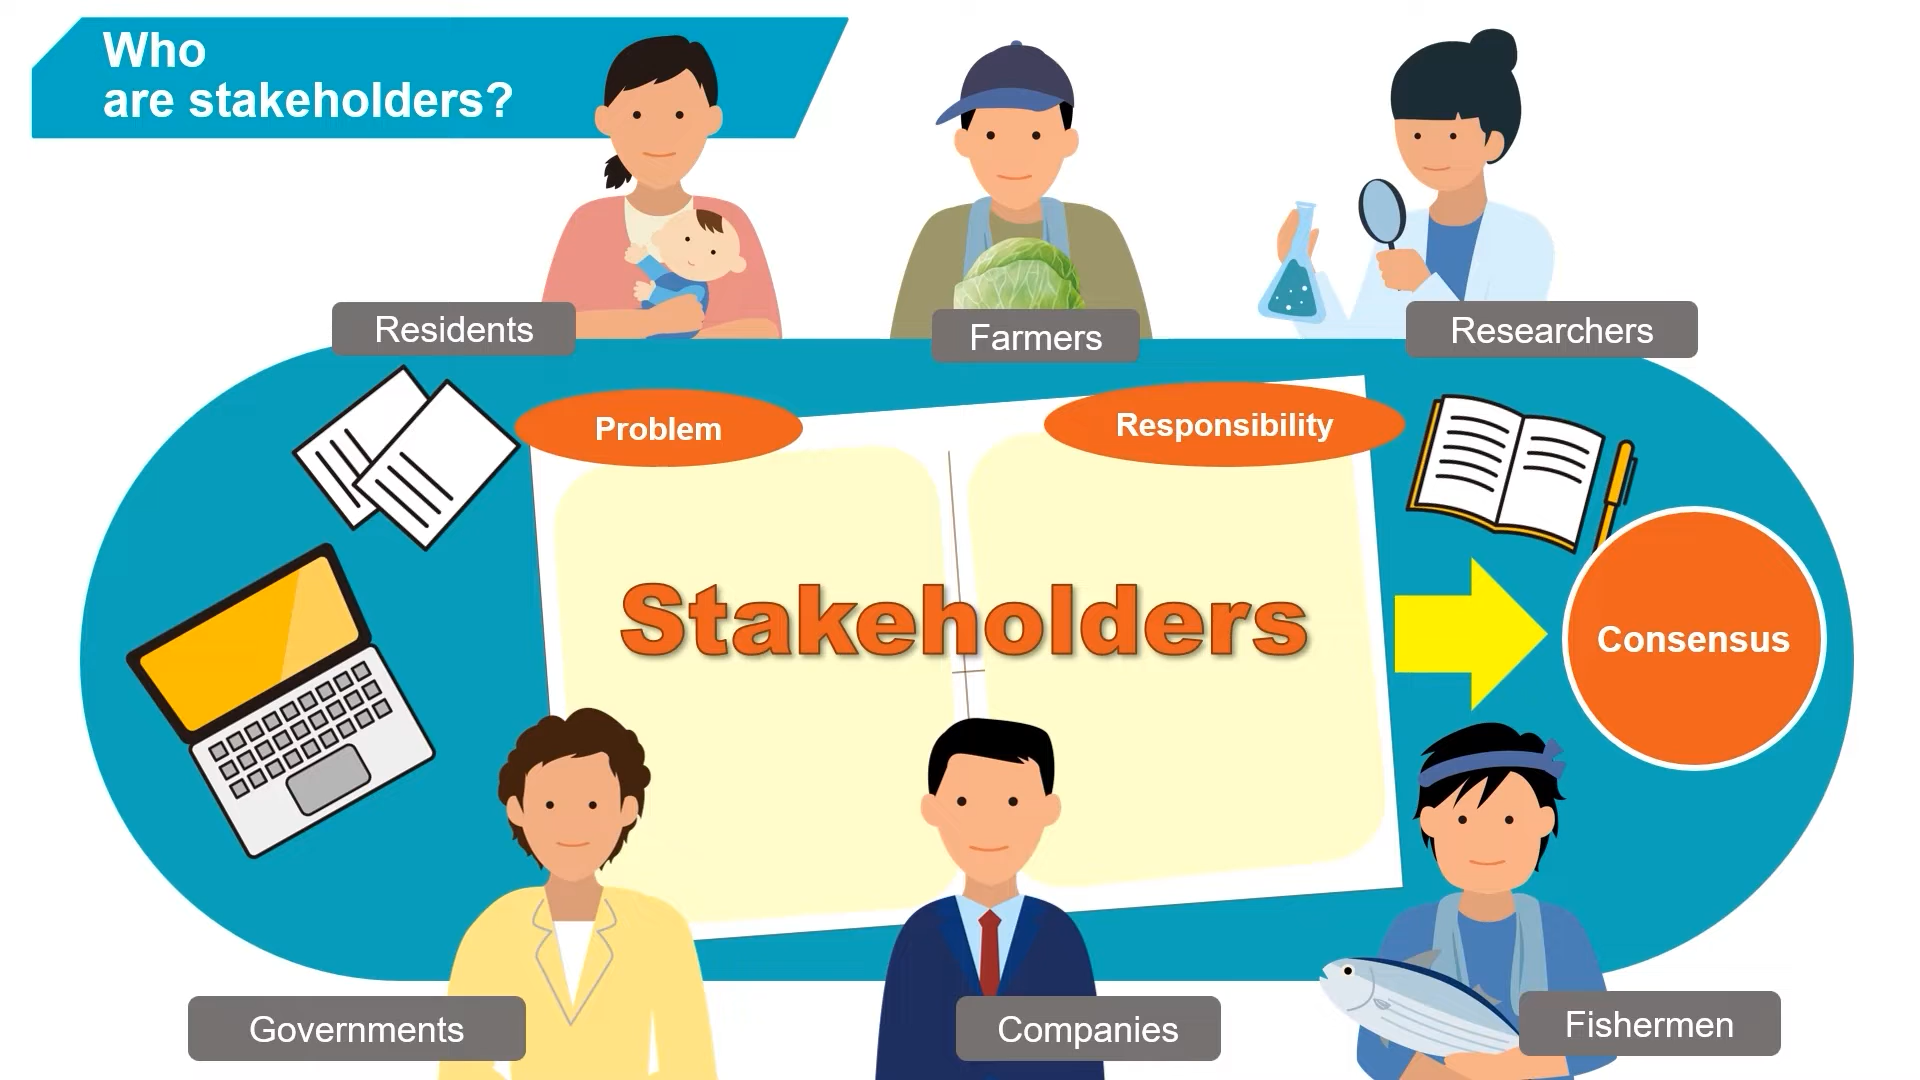 Who
are stakeholders?
Residents
Farmers
Researchers
Problem
Responsibility
Stakeholders
Consensus
Governments
Companies
Fishermen